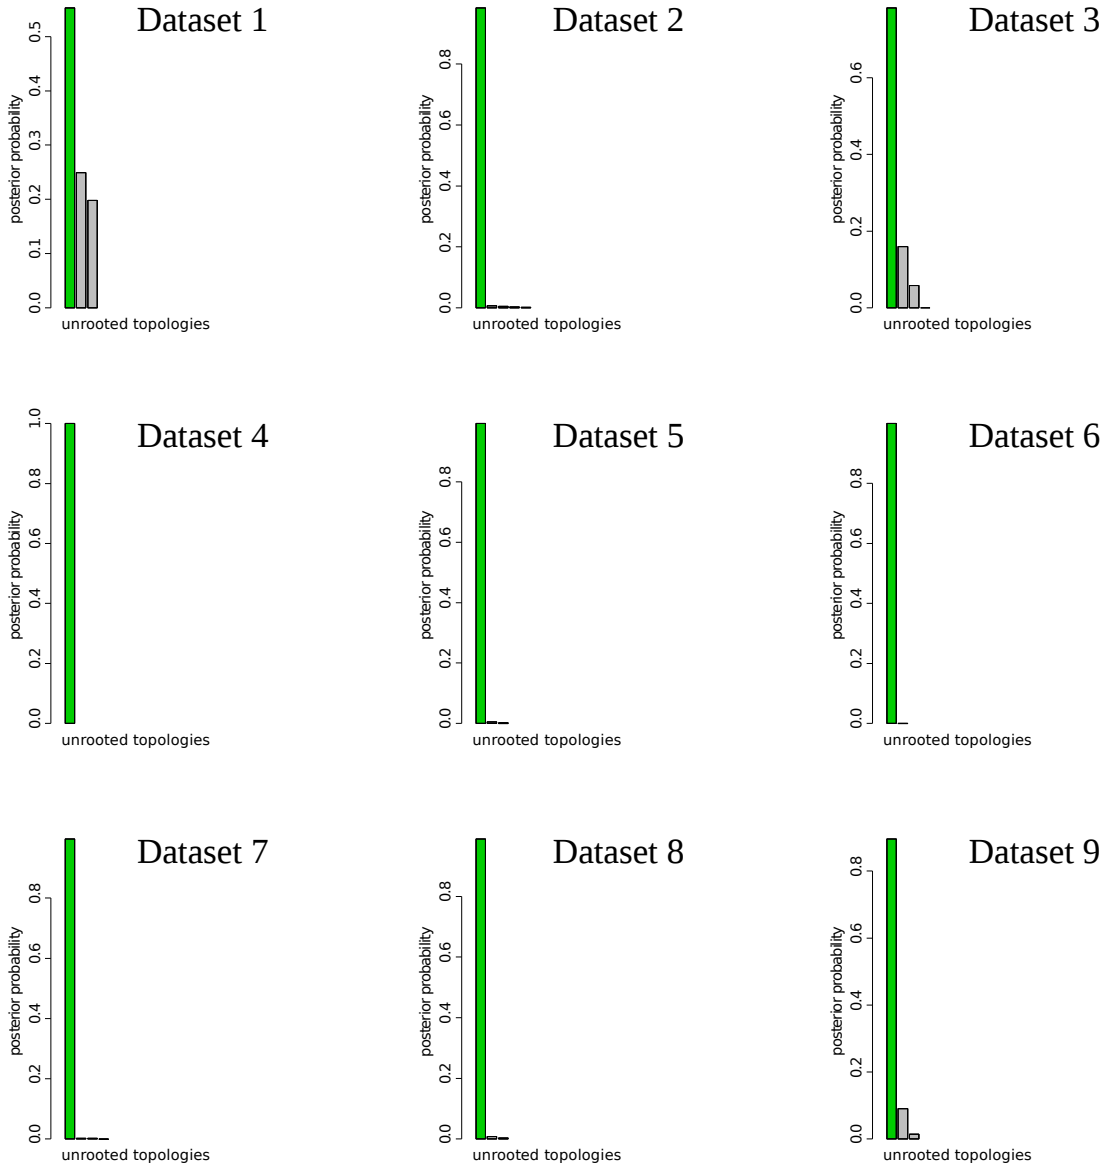 Dataset 1
posterior probability
0.0 0.1 0.2 0.3 0.4 0.5
unrooted topologies
Dataset 2
posterior probability
0.0 0.2 0.4 0.6 0.8
unrooted topologies
Dataset 3
posterior probability
0.0 0.2 0.4 0.6
unrooted topologies
Dataset 4
posterior probability
0.0 0.2 0.4 0.6 0.8 1.0
unrooted topologies
Dataset 5
posterior probability
0.0 0.2 0.4 0.6 0.8
unrooted topologies
Dataset 6
posterior probability
0.0 0.2 0.4 0.6 0.8
unrooted topologies
Dataset 7
posterior probability
0.0 0.2 0.4 0.6 0.8
unrooted topologies
Dataset 8
posterior probability
0.0 0.2 0.4 0.6 0.8
unrooted topologies
Dataset 9
posterior probability
0.0 0.2 0.4 0.6 0.8
unrooted topologies